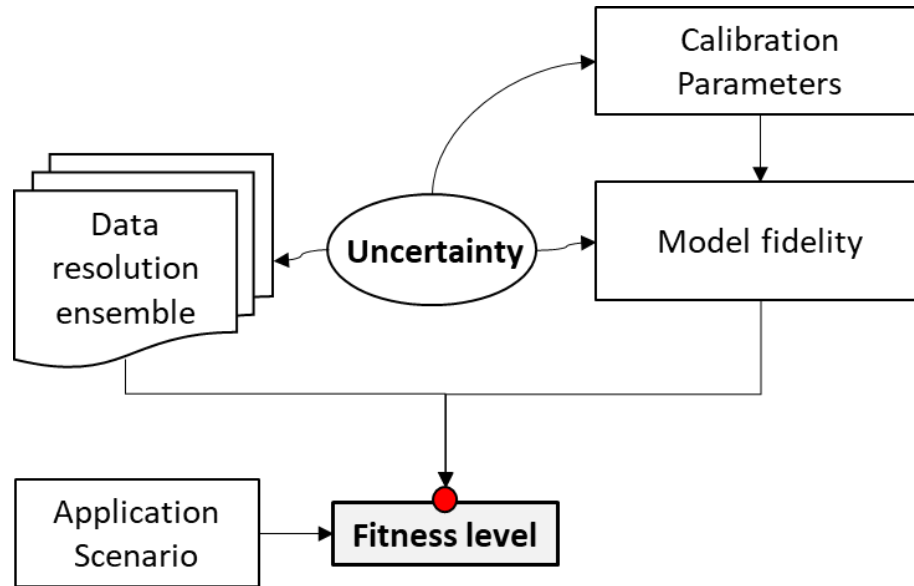 Calibration
Parameters
Data
resolution
ensemble
Uncertainty
Model fidelity
Application
Scenario
Fitness level